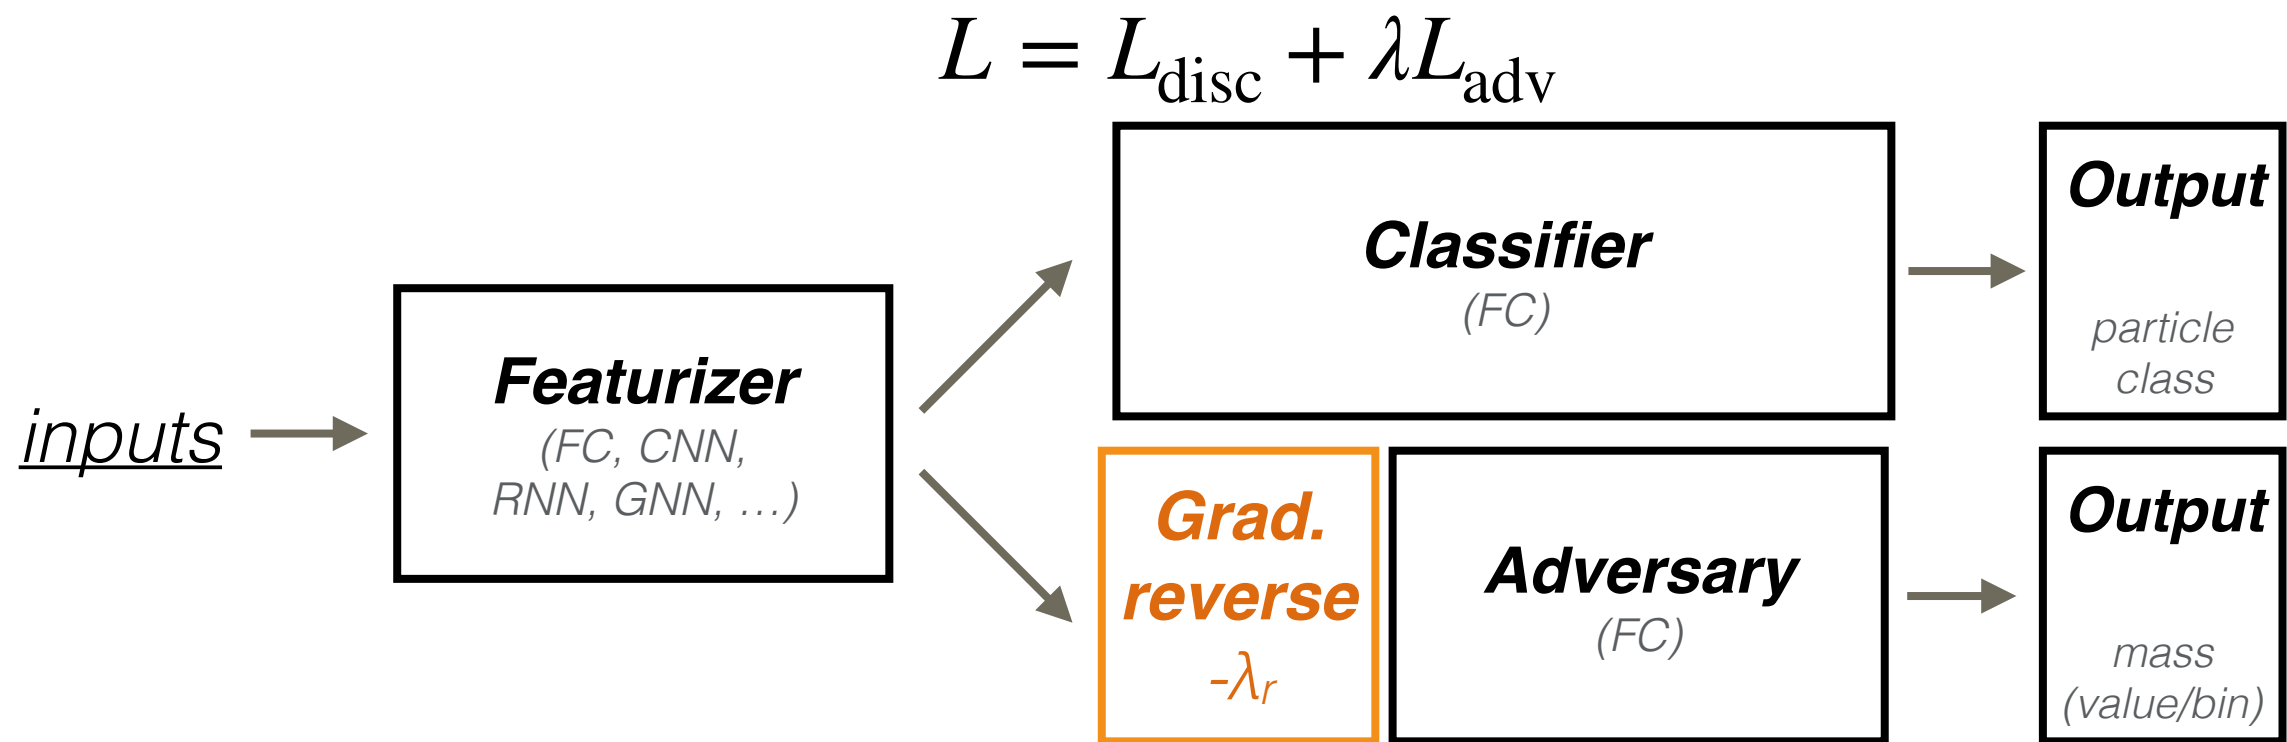 L = L_disc + λL_adv
inputs
Featurizer
(FC, CNN,
RNN, GNN, ...)
Classifier
(FC)
Output
particle
class
Grad.
reverse
-λ_r
Adversary
(FC)
Output
mass
(value/bin)